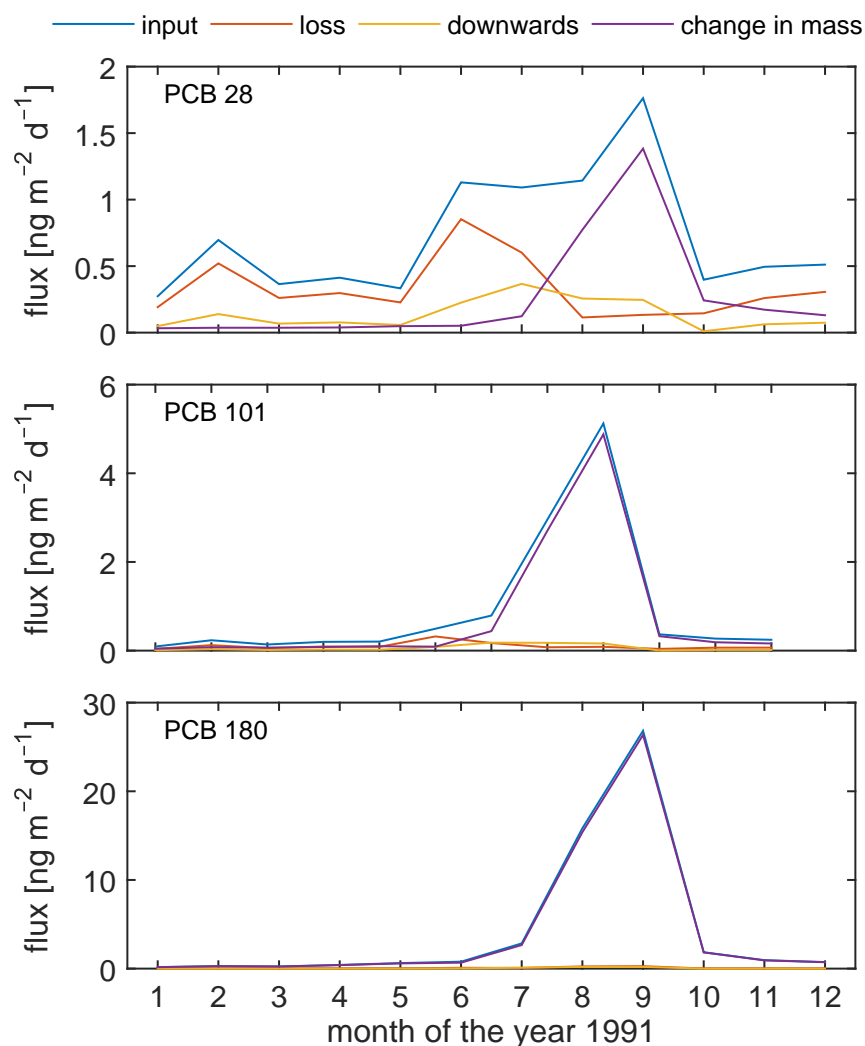 input loss downwards change in mass
2
1.5
1
0.5
0
flux [ng m⁻² d⁻¹]
PCB 28
6
4
2
0
flux [ng m⁻² d⁻¹]
PCB 101
30
20
10
0
flux [ng m⁻² d⁻¹]
PCB 180
1 2 3 4 5 6 7 8 9 10 11 12
month of the year 1991